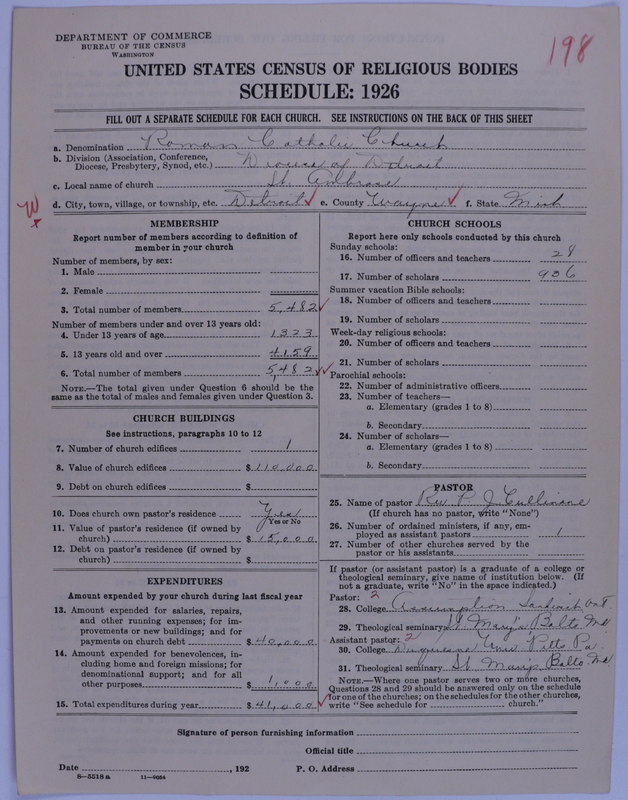 DEPARTMENT OF COMMERCE
BUREAU OF THE CENSUS
WASHINGTON
198
UNITED STATES CENSUS OF RELIGIOUS BODIES
SCHEDULE: 1926
FILL OUT A SEPARATE SCHEDULE FOR EACH CHURCH. SEE INSTRUCTIONS ON THE BACK OF THIS SHEET
a. Denomination Roman Catholic Church
b. Division (Association, Conference, Diocese, Presbytery, Synod, etc.) Diocese of Detroit
c. Local name of church St. Ambrose
d. City, town, village, or township, etc. Detroit e. County Wayne f. State Mich
W
x
MEMBERSHIP
Report number of members according to definition of
member in your church
Number of members, by sex:
1. Male
2. Female
3. Total number of members 5,482
Number of members under and over 13 years old:
4. Under 13 years of age 1323
5. 13 years old and over 4159
6. Total number of members 5,482
NOTE.—The total given under Question 6 should be the
same as the total of males and females given under Question 3.
CHURCH BUILDINGS
See instructions, paragraphs 10 to 12
7. Number of church edifices 1
8. Value of church edifices $110,000
9. Debt on church edifices $
10. Does church own pastor's residence? Yes
Yes or No
11. Value of pastor's residence (if owned by
church) $15,000
12. Debt on pastor's residence (if owned by
church) $
EXPENDITURES
Amount expended by your church during last fiscal year
13. Amount expended for salaries, repairs,
and other running expenses; for im-
provements or new buildings; and for
payments on church debt $40,000
14. Amount expended for benevolences, in-
cluding home and foreign missions; for
denominational support; and for all
other purposes $1,000
15. Total expenditures during year $41,000
CHURCH SCHOOLS
Report here only schools conducted by this church
Sunday schools:
16. Number of officers and teachers 28
17. Number of scholars 936
Summer vacation Bible schools:
18. Number of officers and teachers
19. Number of scholars
Week-day religious schools:
20. Number of officers and teachers
21. Number of scholars
Parochial schools:
22. Number of administrative officers
23. Number of teachers—
a. Elementary (grades 1 to 8)
b. Secondary
24. Number of scholars—
a. Elementary (grades 1 to 8)
b. Secondary
PASTOR
25. Name of pastor Rev P. J. Cullinane
(If church has no pastor, write "None")
26. Number of ordained ministers, if any, em-
ployed as assistant pastors 1
27. Number of other churches served by the
pastor or his assistants
If pastor (or assistant pastor) is a graduate of a college or
theological seminary, give name of institution below. (If
not a graduate, write "No" in the space indicated.)
Pastor: 2
28. College Assumption Sandwich Ont
29. Theological seminary St Mary's Balto Md
Assistant pastor: 2
30. College Duquesne Univ Pitts Pa.
31. Theological seminary St Mary's Balto Md
NOTE.—Where one pastor serves two or more churches,
Questions 28 and 29 should be answered only on the schedule
for one of the churches; on the schedules for the other churches,
write "See schedule for church."
Signature of person furnishing information
Official title
Date , 192 P. O. Address
8—5518 a 11—9054